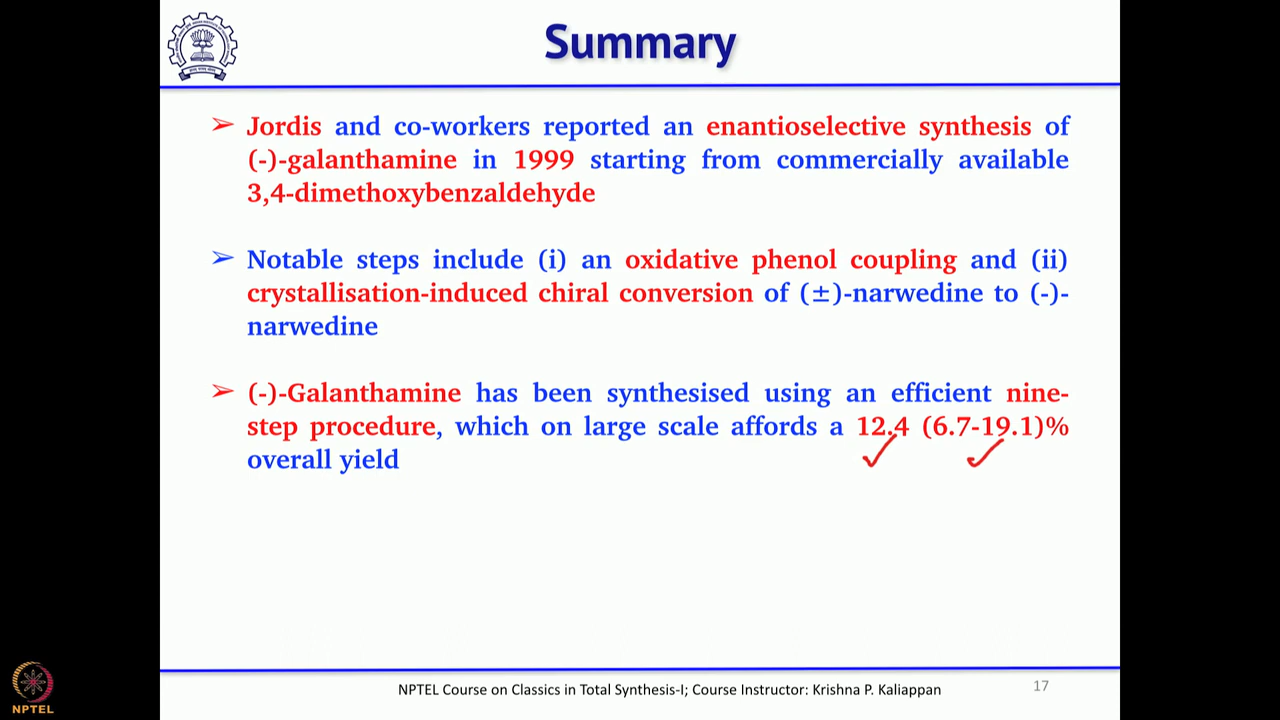 Summary
➢ Jordis and co-workers reported an enantioselective synthesis of
(-)-galanthamine in 1999 starting from commercially available
3,4-dimethoxybenzaldehyde
➢ Notable steps include (i) an oxidative phenol coupling and (ii)
crystallisation-induced chiral conversion of (±)-narwedine to (-)-
narwedine
➢ (-)-Galanthamine has been synthesised using an efficient nine-
step procedure, which on large scale affords a 12.4 (6.7-19.1)%
overall yield
NPTEL Course on Classics in Total Synthesis-I; Course Instructor: Krishna P. Kaliappan
17
NPTEL